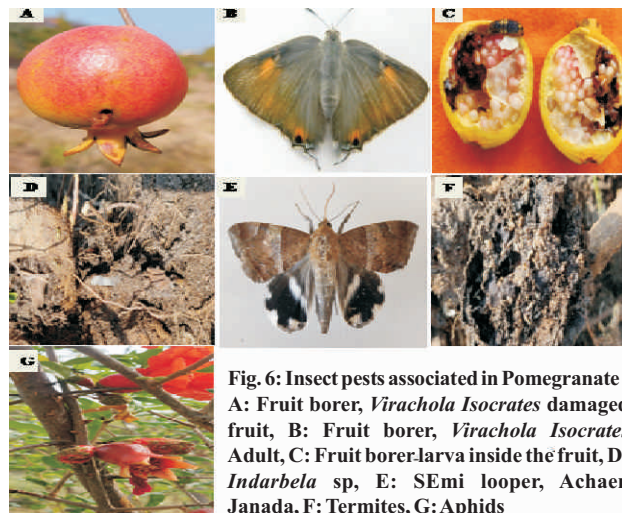 A
B
C
D
E
F
G
Fig. 6: Insect pests associated in Pomegranate
A: Fruit borer, Virachola Isocrates damaged
fruit, B: Fruit borer, Virachola Isocrates
Adult, C: Fruit borer larva inside the fruit, D
Indarbela sp, E: SEmi looper,
Janada, F: Termites, G: Aphids